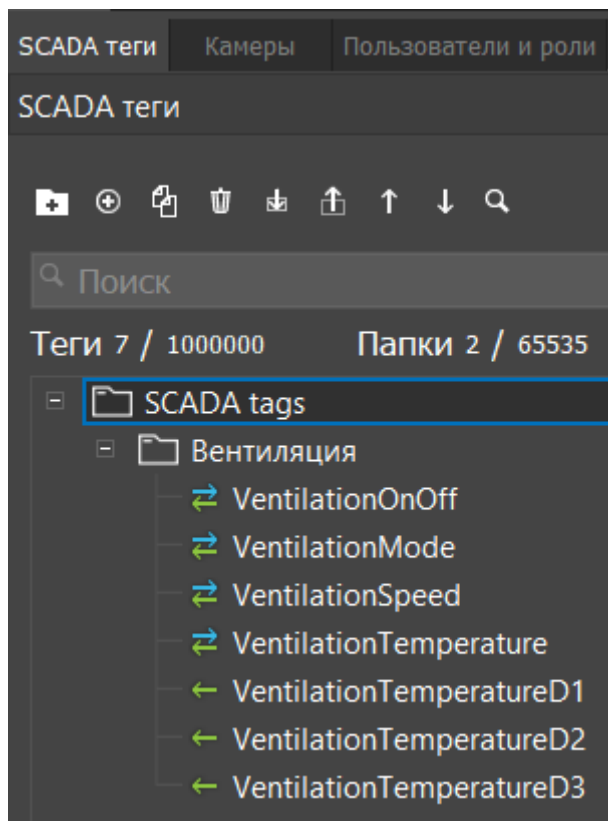 SCADA теги Камеры Пользователи и роли
SCADA теги
Поиск
Теги 7 / 1000000 Папки 2 / 65535
SCADA tags
Вентиляция
VentilationOnOff
VentilationMode
VentilationSpeed
VentilationTemperature
VentilationTemperatureD1
VentilationTemperatureD2
VentilationTemperatureD3